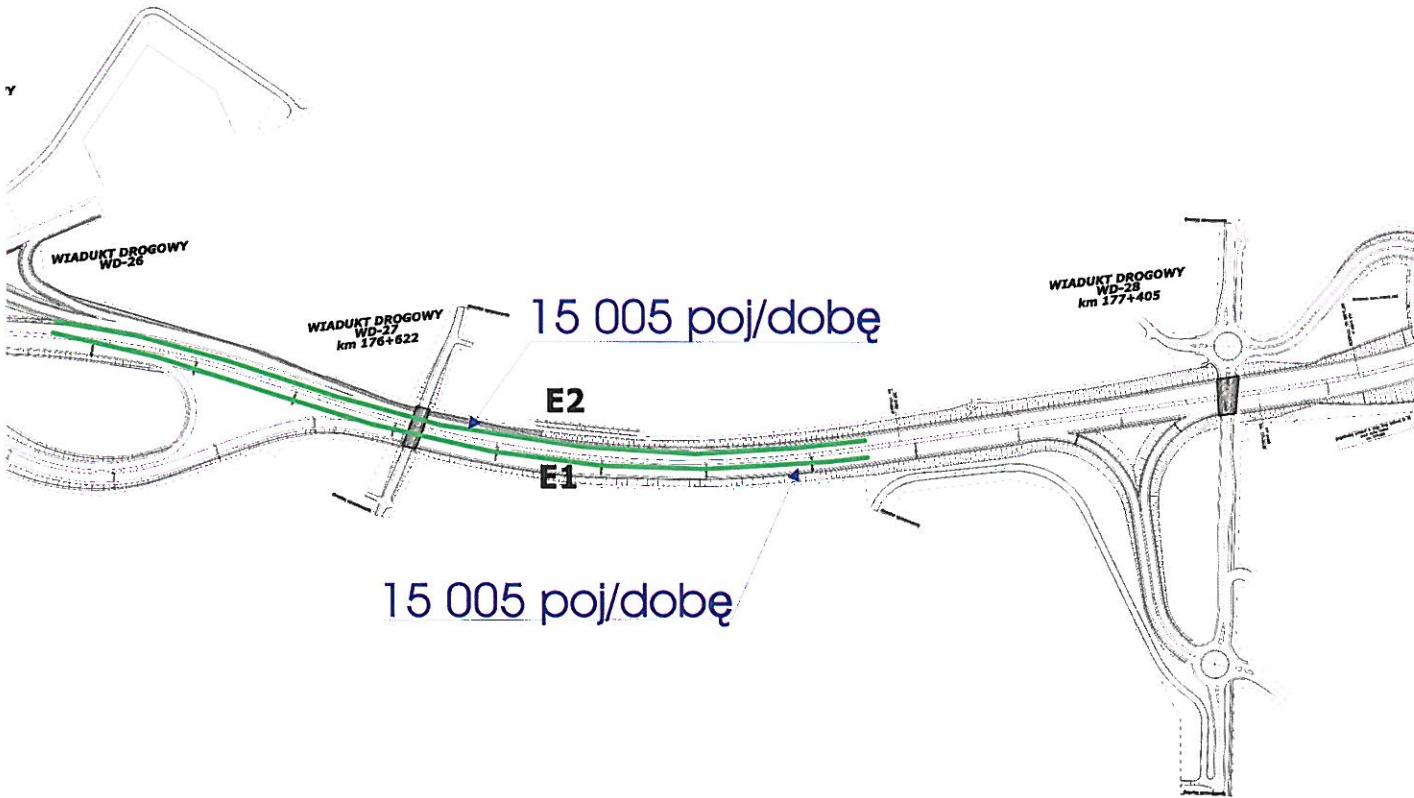 WIADUKT DROGOWY
WD-26
WIADUKT DROGOWY
WD-27
km 176+622
15 005 poj/dobę
E2
E1
15 005 poj/dobę
WIADUKT DROGOWY
WD-28
km 177+405